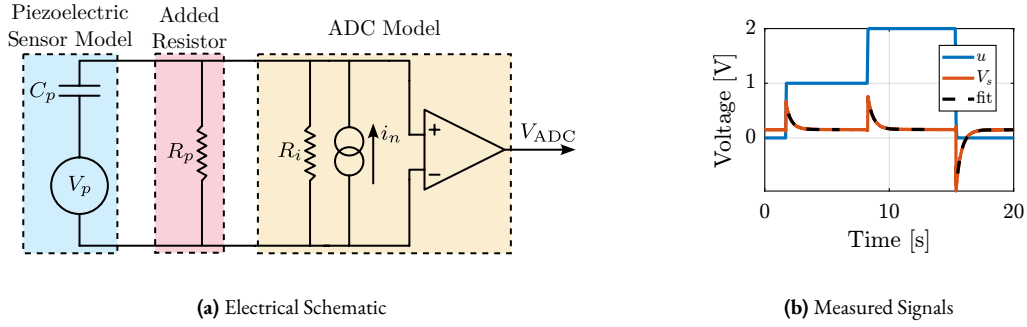 Piezoelectric
Sensor Model
Added
Resistor
ADC Model
C_p
V_p
R_p
R_i
i_n
+
−
V_ADC
(a) Electrical Schematic
Voltage [V]
2
1
0
u
V_s
fit
0
10
20
Time [s]
(b) Measured Signals